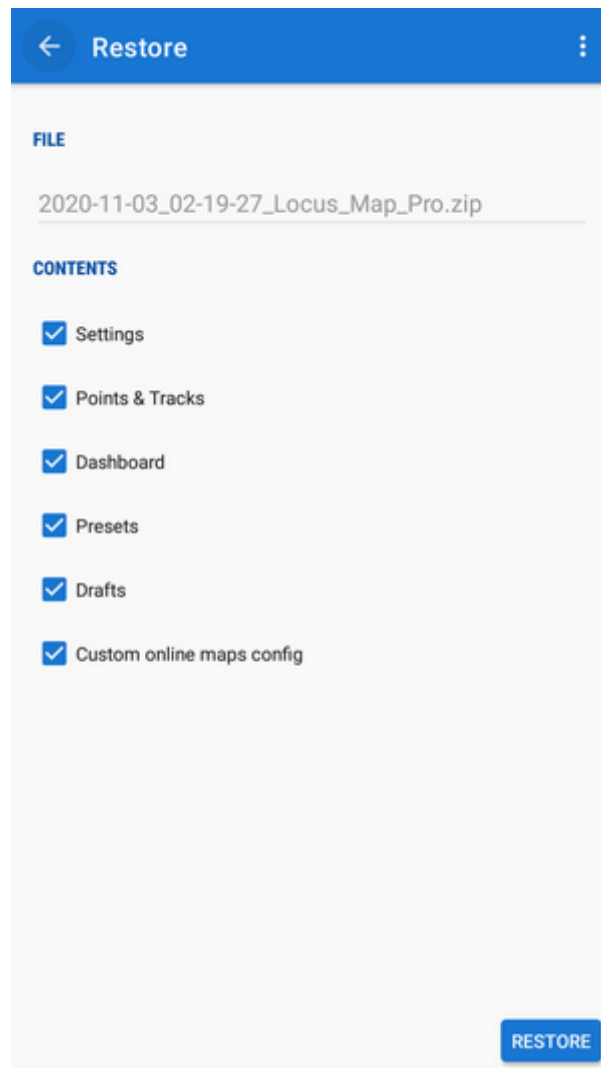 Restore
FILE
2020-11-03_02-19-27_Locus_Map_Pro.zip
CONTENTS
Settings
Points & Tracks
Dashboard
Presets
Drafts
Custom online maps config
RESTORE